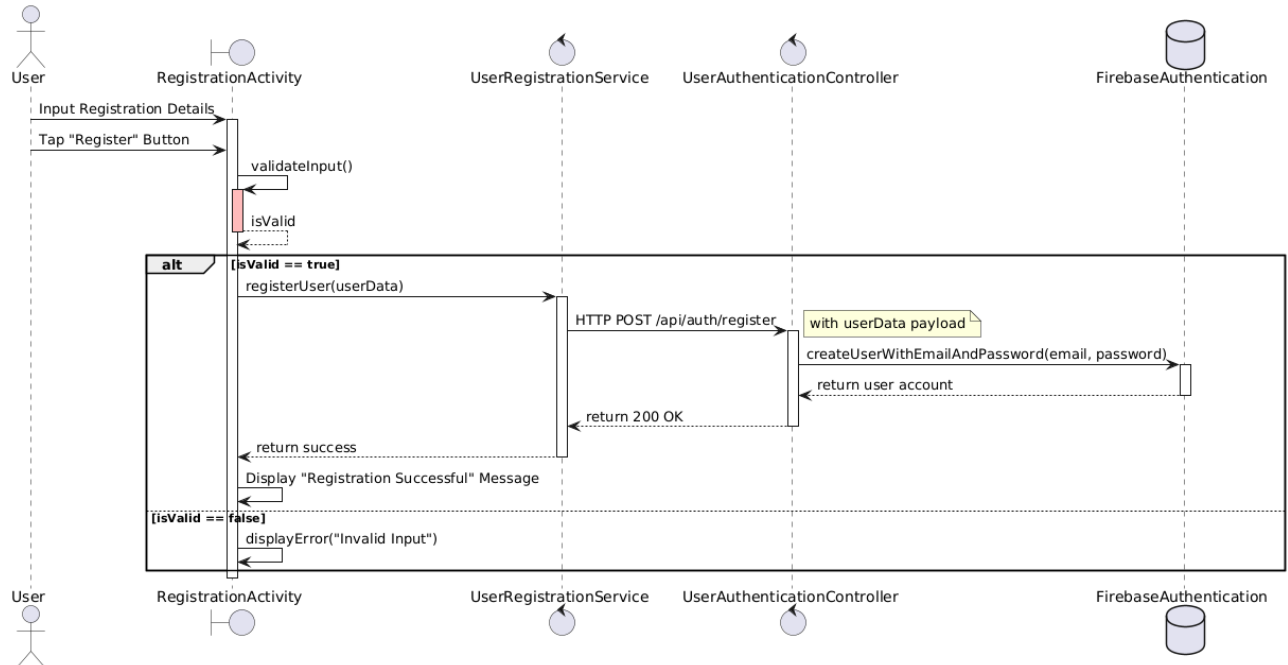 User
RegistrationActivity
UserRegistrationService
UserAuthenticationController
FirebaseAuthentication
Input Registration Details
Tap "Register" Button
validateInput()
isValid
alt
[isValid == true]
registerUser(userData)
HTTP POST /api/auth/register
with userData payload
createUserWithEmailAndPassword(email, password)
return user account
return 200 OK
return success
Display "Registration Successful" Message
[isValid == false]
displayError("Invalid Input")
User
RegistrationActivity
UserRegistrationService
UserAuthenticationController
FirebaseAuthentication